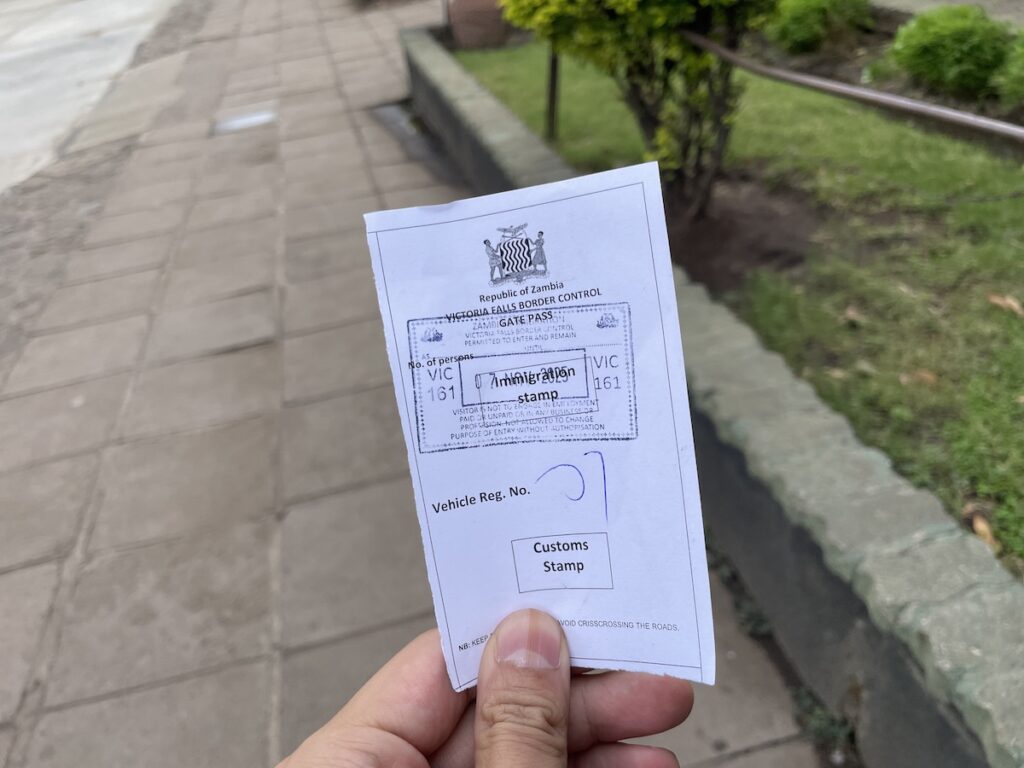 Republic of Zambia
VICTORIA FALLS BORDER CONTROL
GATE PASS
VICTORIA FALLS BORDER CONTROL
PERMITTED TO ENTER AND REMAIN
UNTIL
No. of persons
VIC VIC
161 161
Immigration
stamp
VISITOR IS NOT TO ENGAGE IN EMPLOYMENT
PAID OR UNPAID OR IN ANY BUSINESS OR
PROFESSION. NOT ALLOWED TO CHANGE
PURPOSE OF ENTRY WITHOUT AUTHORISATION
Vehicle Reg. No.
Customs
Stamp
NB: KEEP AVOID CRISSCROSSING THE ROADS.